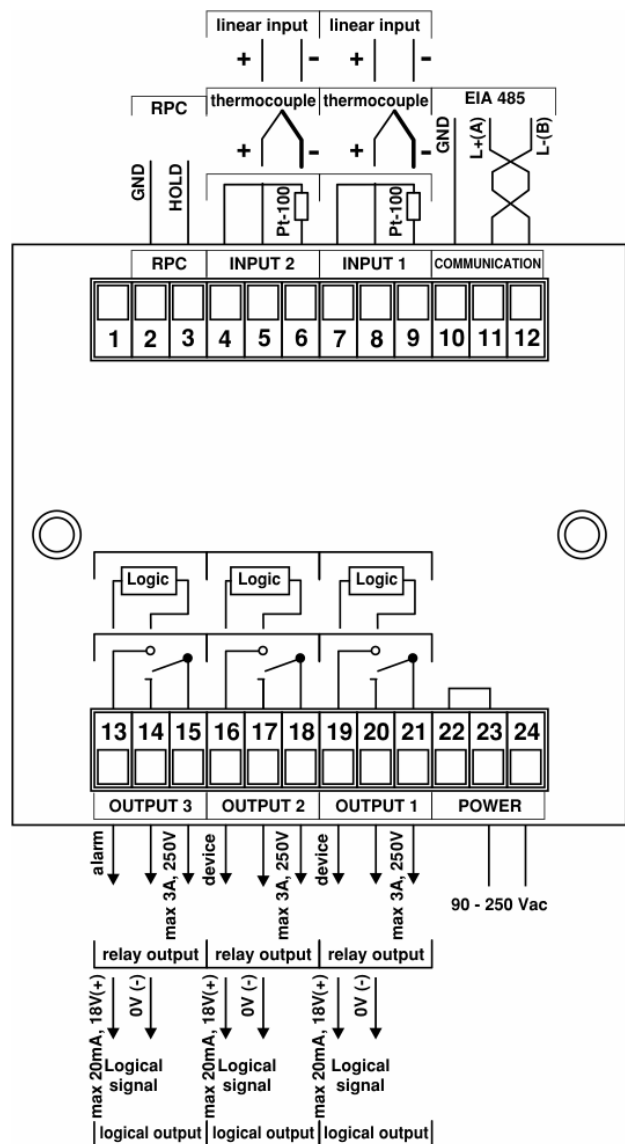 linear input linear input
+ - + -
RPC thermocouple thermocouple EIA 485
+ - + -
GND HOLD Pt-100 Pt-100 GND L+(A) L-(B)
RPC INPUT 2 INPUT 1 COMMUNICATION
1 2 3 4 5 6 7 8 9 10 11 12
Logic Logic Logic
13 14 15 16 17 18 19 20 21 22 23 24
OUTPUT 3 OUTPUT 2 OUTPUT 1 POWER
alarm max 3A, 250V device max 3A, 250V device max 3A, 250V
90 - 250 Vac
relay output relay output relay output
max 20mA, 18V(+) 0V (-) max 20mA, 18V(+) 0V (-) max 20mA, 18V(+) 0V (-)
Logical Logical Logical
signal signal signal
logical output logical output logical output